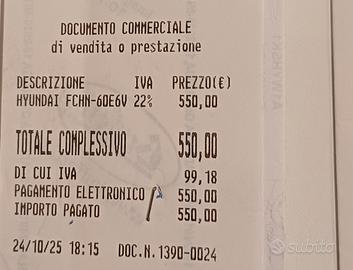 DOCUMENTO COMMERCIALE
di vendita o prestazione
DESCRIZIONE IVA PREZZO(€)
HYUNDAI FCHN-60E6V 22% 550,00
TOTALE COMPLESSIVO 550,00
DI CUI IVA 99,18
PAGAMENTO ELETTRONICO 550,00
IMPORTO PAGATO 550,00
24/10/25 18:15 DOC.N.1390-0024
subito